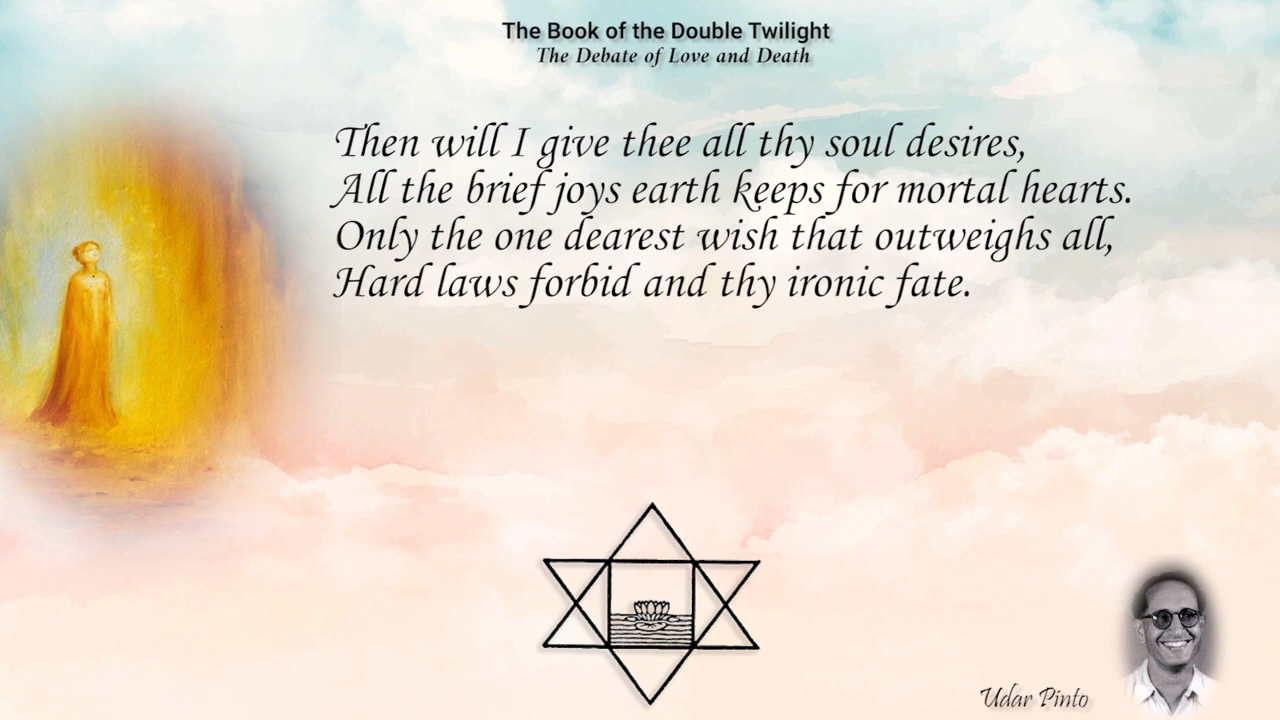 The Book of the Double Twilight
The Debate of Love and Death
Then will I give thee all thy soul desires,
All the brief joys earth keeps for mortal hearts.
Only the one dearest wish that outweighs all,
Hard laws forbid and thy ironic fate.
Udar Pinto